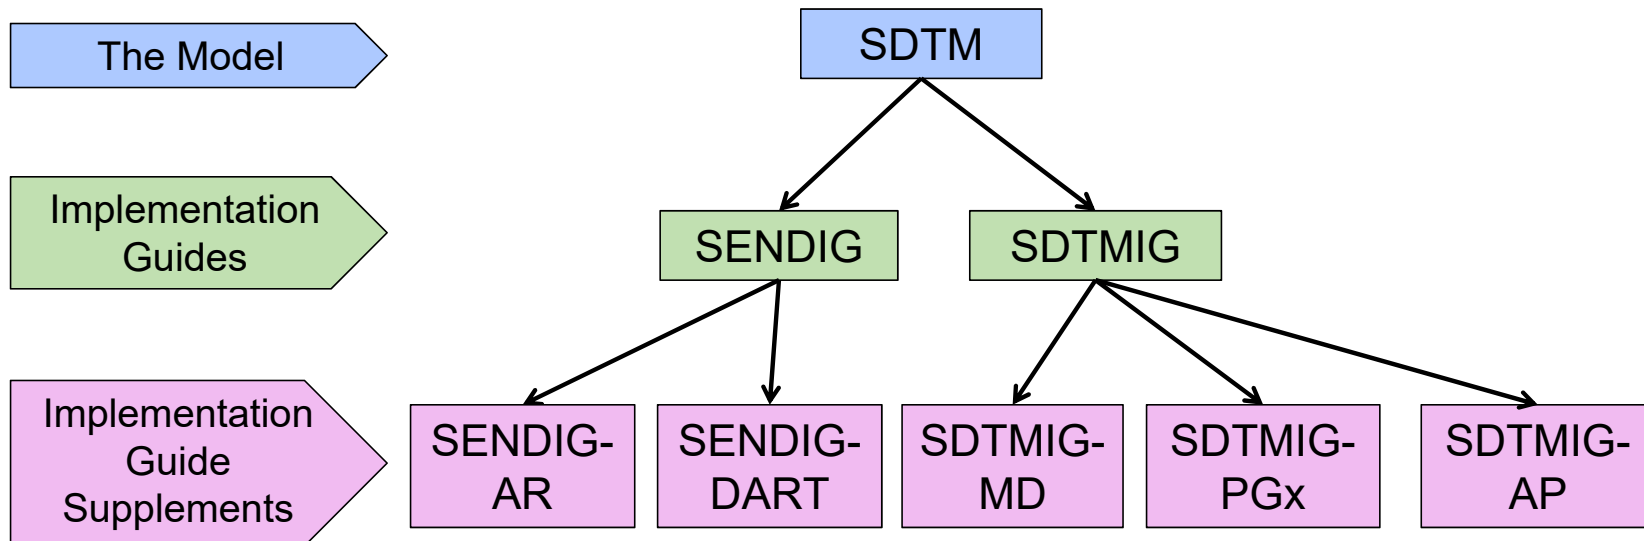 The Model
SDTM
Implementation
Guides
SENDIG
SDTMIG
Implementation
Guide
Supplements
SENDIG-
AR
SENDIG-
DART
SDTMIG-
MD
SDTMIG-
PGx
SDTMIG-
AP